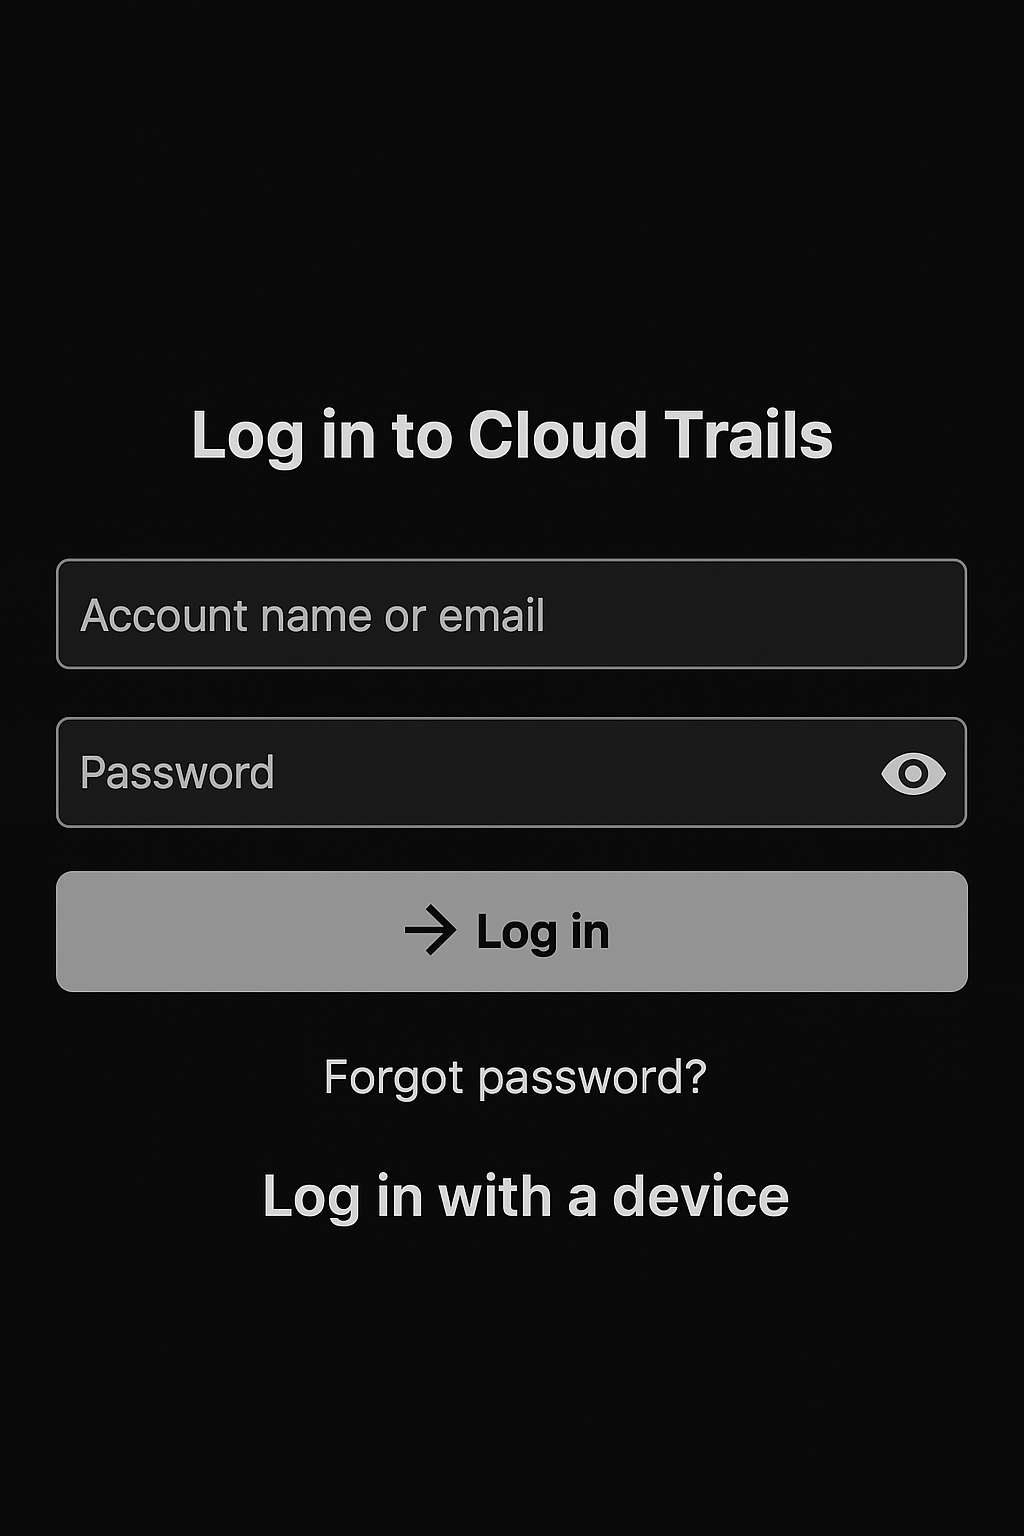 Log in to Cloud Trails
Account name or email
Password
Log in
Forgot password?
Log in with a device